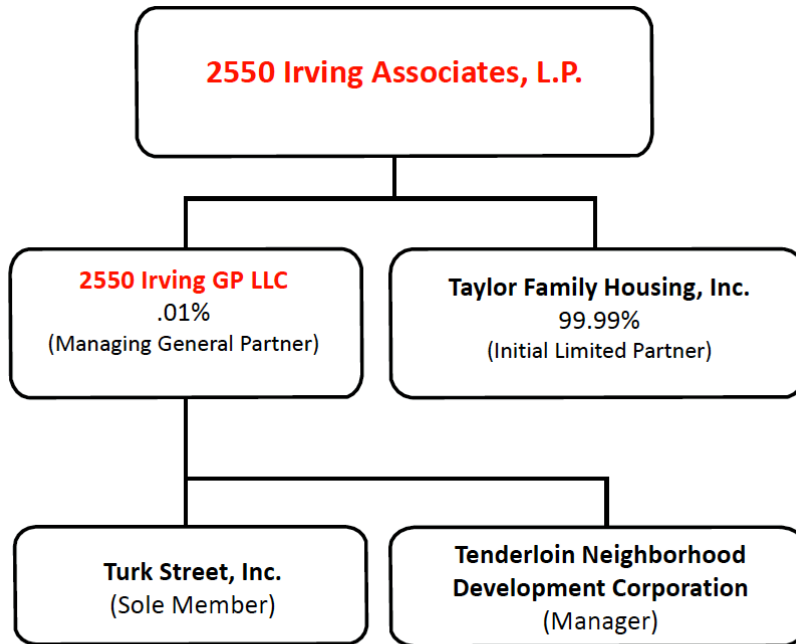 2550 Irving Associates, L.P.
2550 Irving GP LLC
.01%
(Managing General Partner)
Taylor Family Housing, Inc.
99.99%
(Initial Limited Partner)
Turk Street, Inc.
(Sole Member)
Tenderloin Neighborhood
Development Corporation
(Manager)